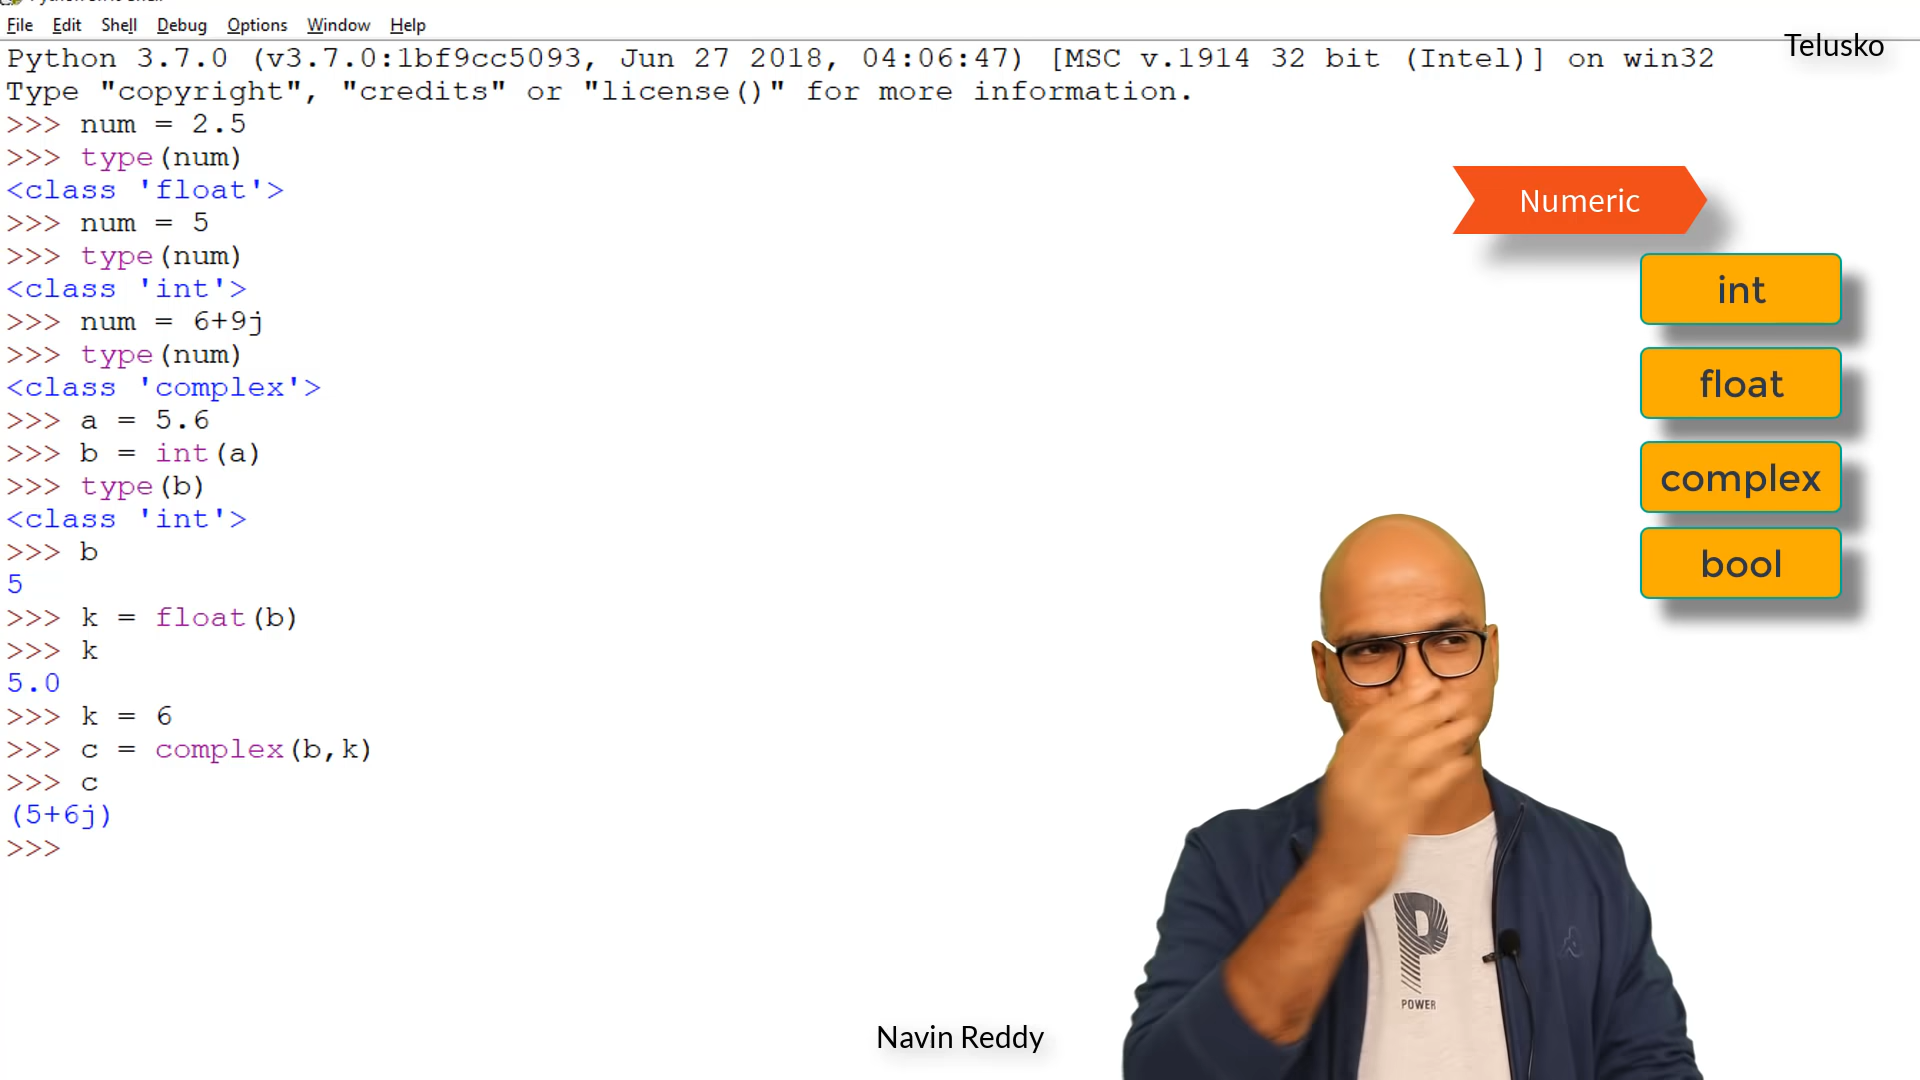 File Edit Shell Debug Options Window Help
Python 3.7.0 (v3.7.0:1bf9cc5093, Jun 27 2018, 04:06:47) [MSC v.1914 32 bit (Intel)] on win32
Type "copyright", "credits" or "license()" for more information.
>>> num = 2.5
>>> type(num)
<class 'float'>
>>> num = 5
>>> type(num)
<class 'int'>
>>> num = 6+9j
>>> type(num)
<class 'complex'>
>>> a = 5.6
>>> b = int(a)
>>> type(b)
<class 'int'>
>>> b
5
>>> k = float(b)
>>> k
5.0
>>> k = 6
>>> c = complex(b,k)
>>> c
(5+6j)
>>>
Telusko
Numeric
int
float
complex
bool
P
POWER
Navin Reddy